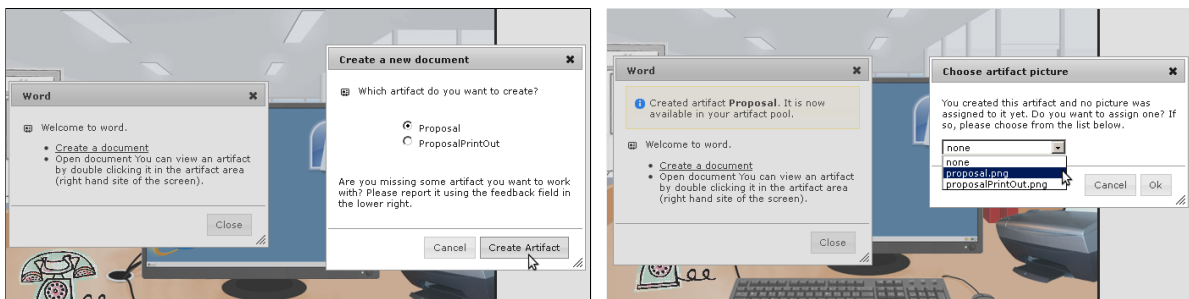 Word
Welcome to word.
Create a document
Open document You can view an artifact
by double clicking it in the artifact area
(right hand site of the screen).
Close
Create a new document
Which artifact do you want to create?
Proposal
ProposalPrintOut
Are you missing some artifact you want to work
with? Please report it using the feedback field in
the lower right.
Cancel
Create Artifact
Word
Created artifact Proposal. It is now
available in your artifact pool.
Welcome to word.
Create a document
Open document You can view an artifact
by double clicking it in the artifact area
(right hand site of the screen).
Close
Choose artifact picture
You created this artifact and no picture was
assigned to it yet. Do you want to assign one? If
so, please choose from the list below.
none
none
proposal.png
proposalPrintOut.png
Cancel
Ok